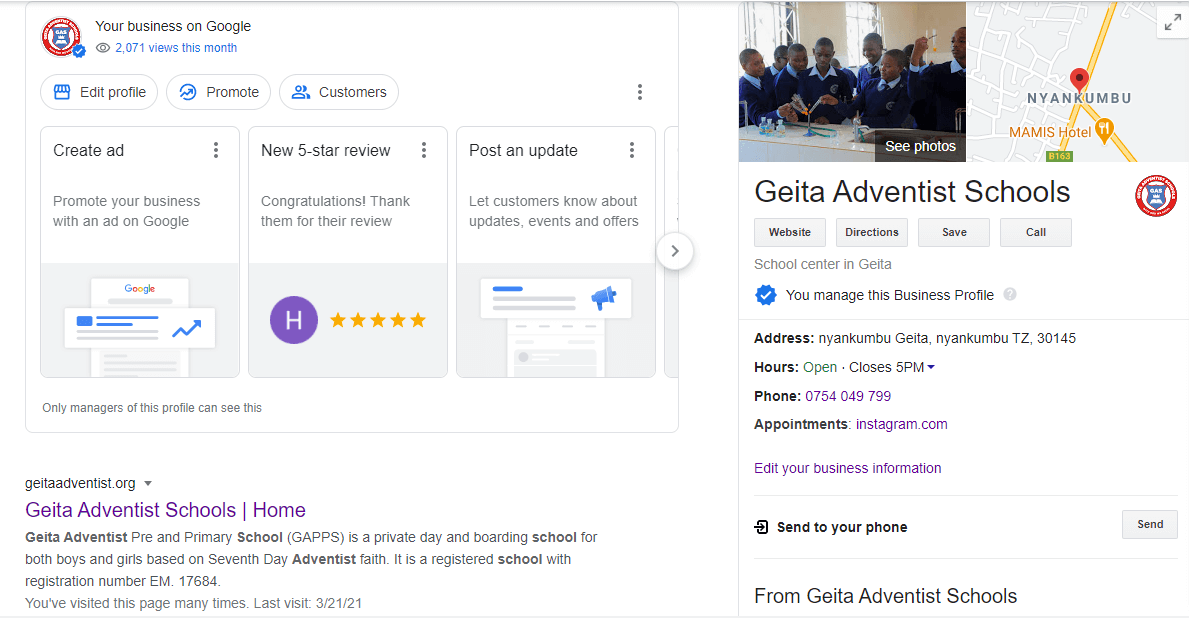 Your business on Google
2,071 views this month
Edit profile
Promote
Customers
Create ad
Promote your business
with an ad on Google
Google
New 5-star review
Congratulations! Thank
them for their review
H
Post an update
Let customers know about
updates, events and offers
Only managers of this profile can see this
geitaadventist.org
Geita Adventist Schools | Home
Geita Adventist Pre and Primary School (GAPPS) is a private day and boarding school for
both boys and girls based on Seventh Day Adventist faith. It is a registered school with
registration number EM. 17684.
You've visited this page many times. Last visit: 3/21/21
See photos
NYANKUMBU
MAMIS Hotel
B163
Geita Adventist Schools
GAS
Website
Directions
Save
Call
School center in Geita
You manage this Business Profile
Address: nyankumbu Geita, nyankumbu TZ, 30145
Hours: Open · Closes 5PM
Phone: 0754 049 799
Appointments: instagram.com
Edit your business information
Send to your phone
Send
From Geita Adventist Schools